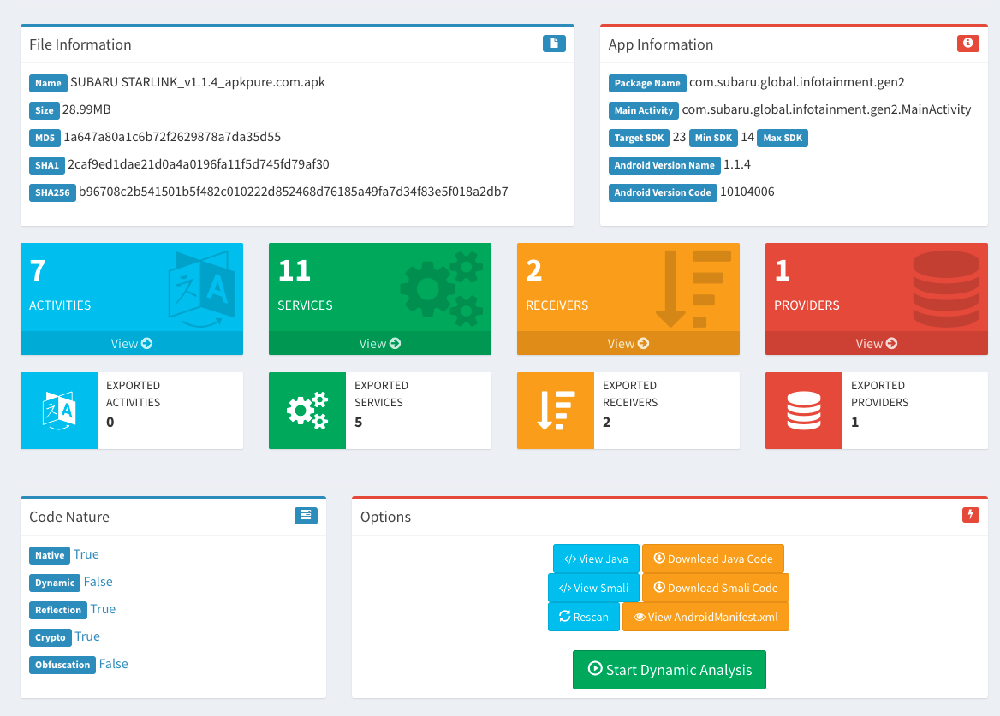 File Information
Name SUBARU STARLINK_v1.1.4_apkpure.com.apk
Size 28.99MB
MD5 1a647a80a1c6b72f2629878a7da35d55
SHA1 2caf9ed1dae21d0a4a0196fa11f5d745fd79af30
SHA256 b96708c2b541501b5f482c010222d852468d76185a49fa7d34f83e5f018a2db7
App Information
Package Name com.subaru.global.infotainment.gen2
Main Activity com.subaru.global.infotainment.gen2.MainActivity
Target SDK 23 Min SDK 14 Max SDK
Android Version Name 1.1.4
Android Version Code 10104006
7
ACTIVITIES
View
11
SERVICES
View
2
RECEIVERS
View
1
PROVIDERS
View
EXPORTED
ACTIVITIES
0
EXPORTED
SERVICES
5
EXPORTED
RECEIVERS
2
EXPORTED
PROVIDERS
1
Code Nature
Native True
Dynamic False
Reflection True
Crypto True
Obfuscation False
Options
View Java Download Java Code
View Smali Download Smali Code
Rescan View AndroidManifest.xml
Start Dynamic Analysis